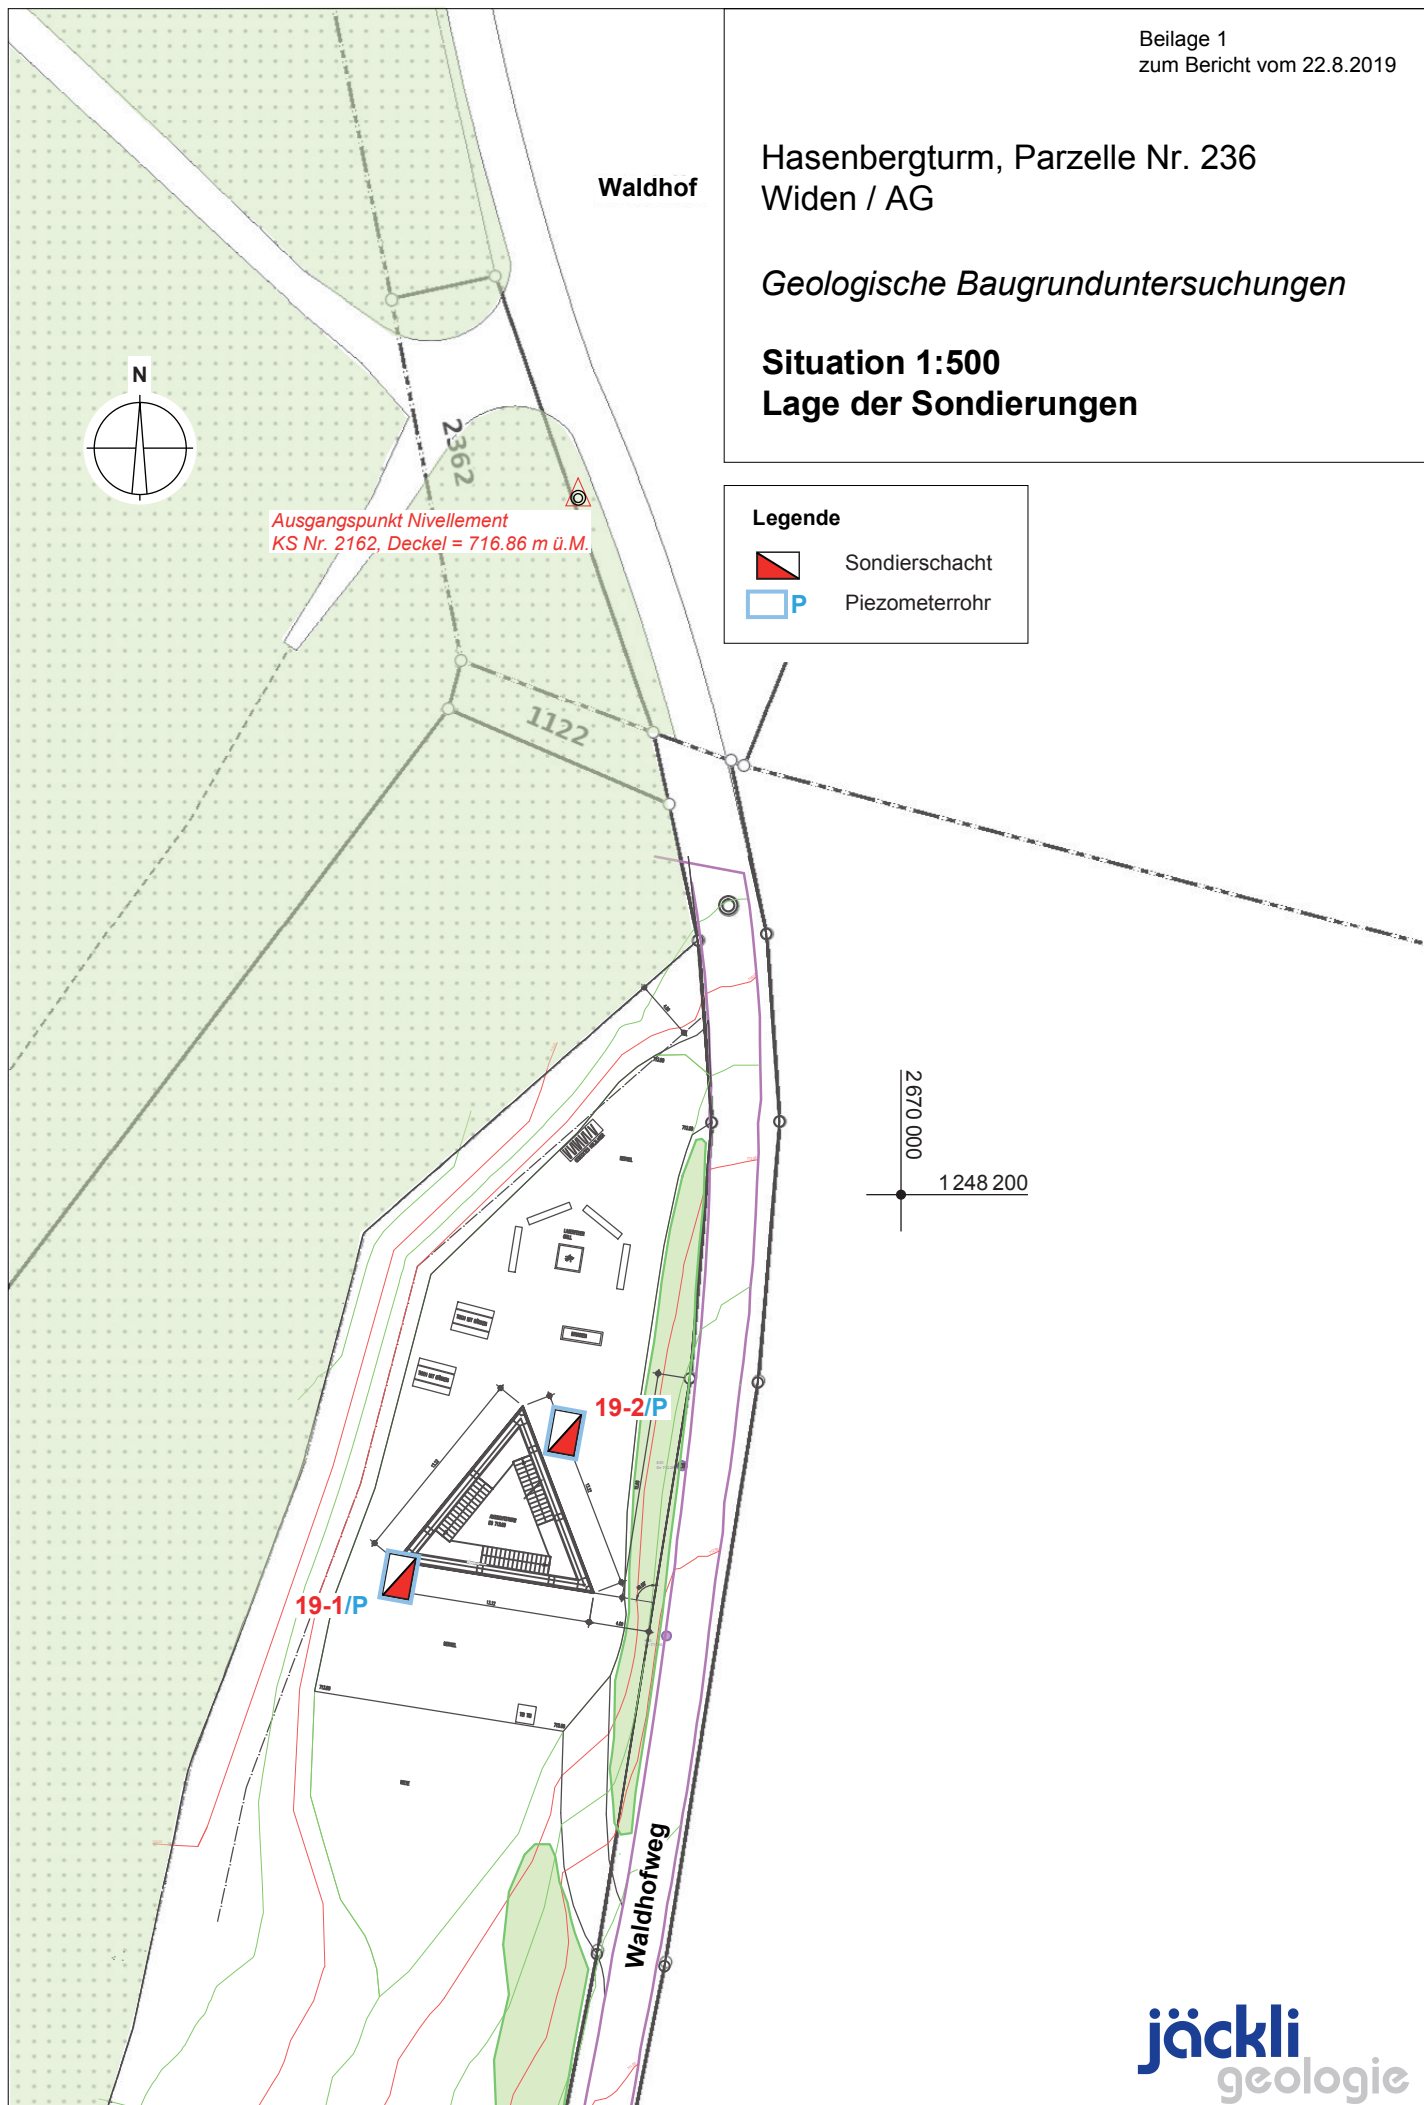 Beilage 1
zum Bericht vom 22.8.2019
Hasenbergturm, Parzelle Nr. 236
Widen / AG
Geologische Baugrunduntersuchungen
Situation 1:500
Lage der Sondierungen
Waldhof
N
2362
Ausgangspunkt Nivellement
KS Nr. 2162, Deckel = 716.86 m ü.M.
Legende
Sondierschacht
P Piezometerrohr
1122
2 670 000
1 248 200
19-2/P
19-1/P
Waldhofweg
jäckli
geologie